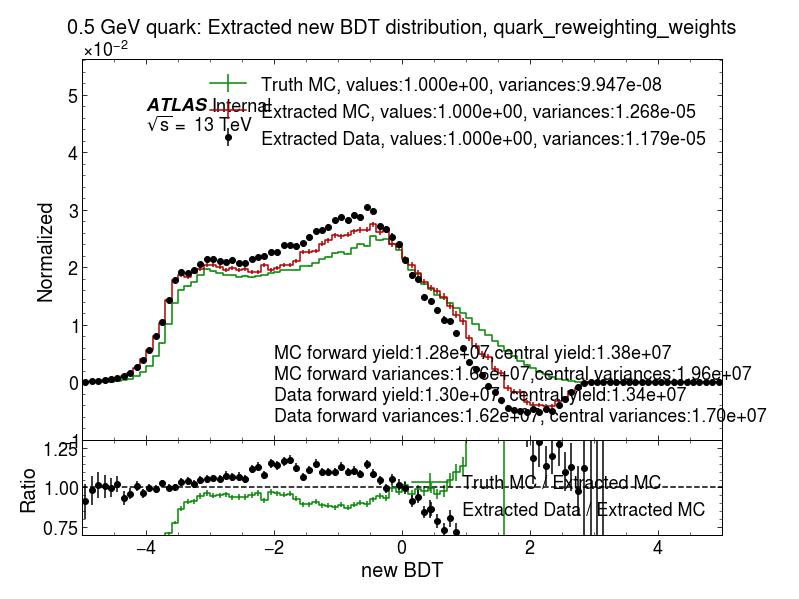 0.5 GeV quark: Extracted new BDT distribution, quark_reweighting_weights
×10⁻²
Truth MC, values:1.000e+00, variances:9.947e-08
ATLAS Internal
Extracted MC, values:1.000e+00, variances:1.268e-05
√s = 13 TeV
Extracted Data, values:1.000e+00, variances:1.179e-05
5
4
3
2
1
0
1
Normalized
MC forward yield:1.28e+07,central yield:1.38e+07
MC forward variances:1.66e+07,central variances:1.96e+07
Data forward yield:1.30e+07, central yield:1.34e+07
Data forward variances:1.62e+07, central variances:1.70e+07
1.25
1.00
0.75
Ratio
Truth MC / Extracted MC
Extracted Data / Extracted MC
−4 −2 0 2 4
new BDT